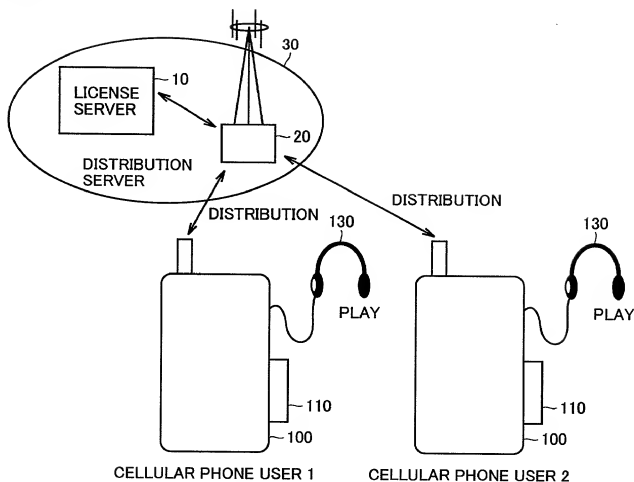 30
10
LICENSE
SERVER
20
DISTRIBUTION
SERVER
DISTRIBUTION
DISTRIBUTION
130
130
PLAY
PLAY
110
110
100
100
CELLULAR PHONE USER 1
CELLULAR PHONE USER 2